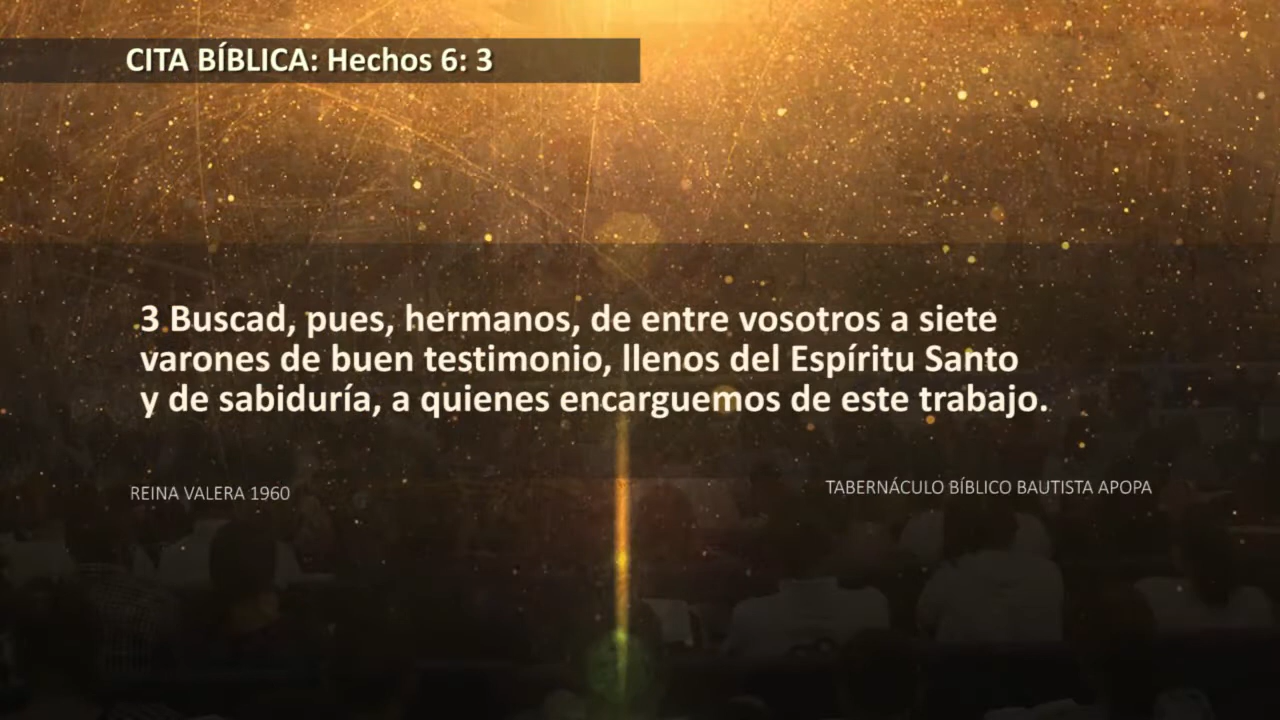 CITA BÍBLICA: Hechos 6: 3
3 Buscad, pues, hermanos, de entre vosotros a siete
varones de buen testimonio, llenos del Espíritu Santo
y de sabiduría, a quienes encarguemos de este trabajo.
REINA VALERA 1960
TABERNÁCULO BÍBLICO BAUTISTA APOPA